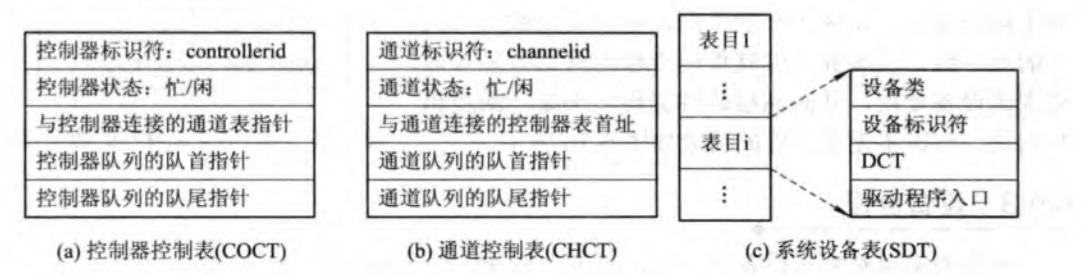 控制器标识符：controllerid
控制器状态：忙/闲
与控制器连接的通道表指针
控制器队列的队首指针
控制器队列的队尾指针
(a) 控制器控制表(COCT)
通道标识符：channelid
通道状态：忙/闲
与通道连接的控制器表首址
通道队列的队首指针
通道队列的队尾指针
(b) 通道控制表(CHCT)
表目1
⋮
表目i
⋮
设备类
设备标识符
DCT
驱动程序入口
(c) 系统设备表(SDT)